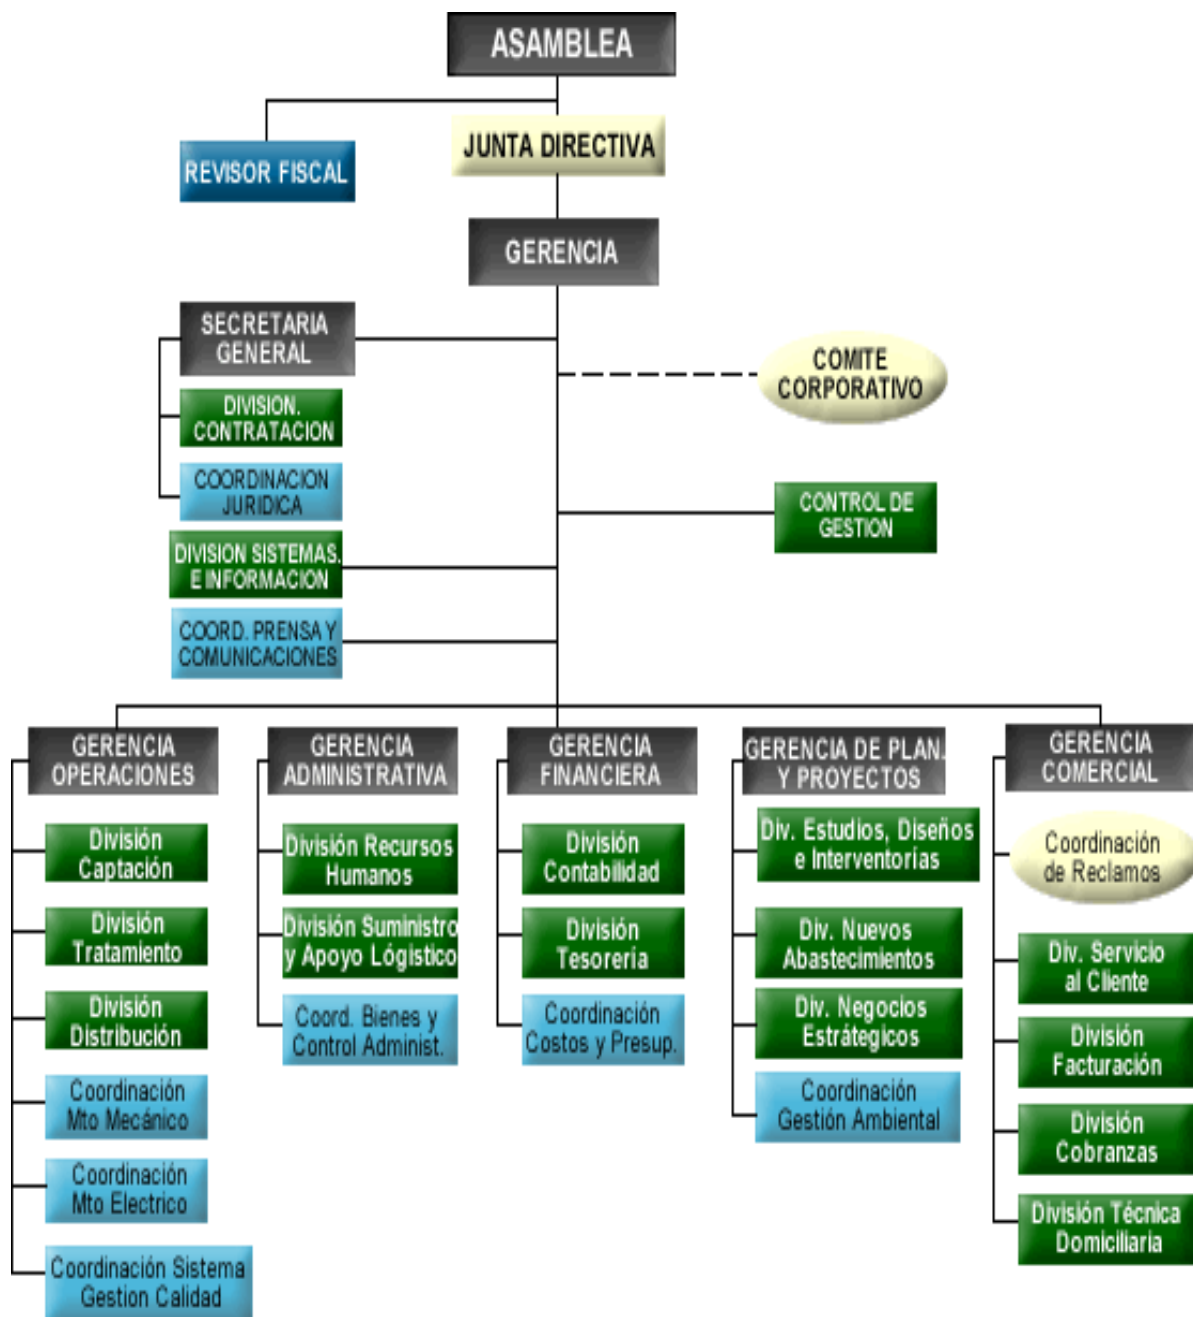 ASAMBLEA
REVISOR FISCAL
JUNTA DIRECTIVA
GERENCIA
SECRETARIA
GENERAL
COMITE
CORPORATIVO
DIVISION.
CONTRATACION
COORDINACION
JURIDICA
CONTROL DE
GESTION
DIVISION SISTEMAS.
E INFORMACION
COORD. PRENSA Y
COMUNICACIONES
GERENCIA
OPERACIONES
División
Captación
División
Tratamiento
División
Distribución
Coordinación
Mto Mecánico
Coordinación
Mto Electrico
Coordinación Sistema
Gestion Calidad
GERENCIA
ADMINISTRATIVA
División Recursos
Humanos
División Suministro
y Apoyo Lógistico
Coord. Bienes y
Control Administ.
GERENCIA
FINANCIERA
División
Contabilidad
División
Tesorería
Coordinación
Costos y Presup.
GERENCIA DE PLAN.
Y PROYECTOS
Div. Estudios, Diseños
e Interventorías
Div. Nuevos
Abastecimientos
Div. Negocios
Estrátegicos
Coordinación
Gestión Ambiental
GERENCIA
COMERCIAL
Coordinación
de Reclamos
Div. Servicio
al Cliente
División
Facturación
División
Cobranzas
División Técnica
Domiciliaria